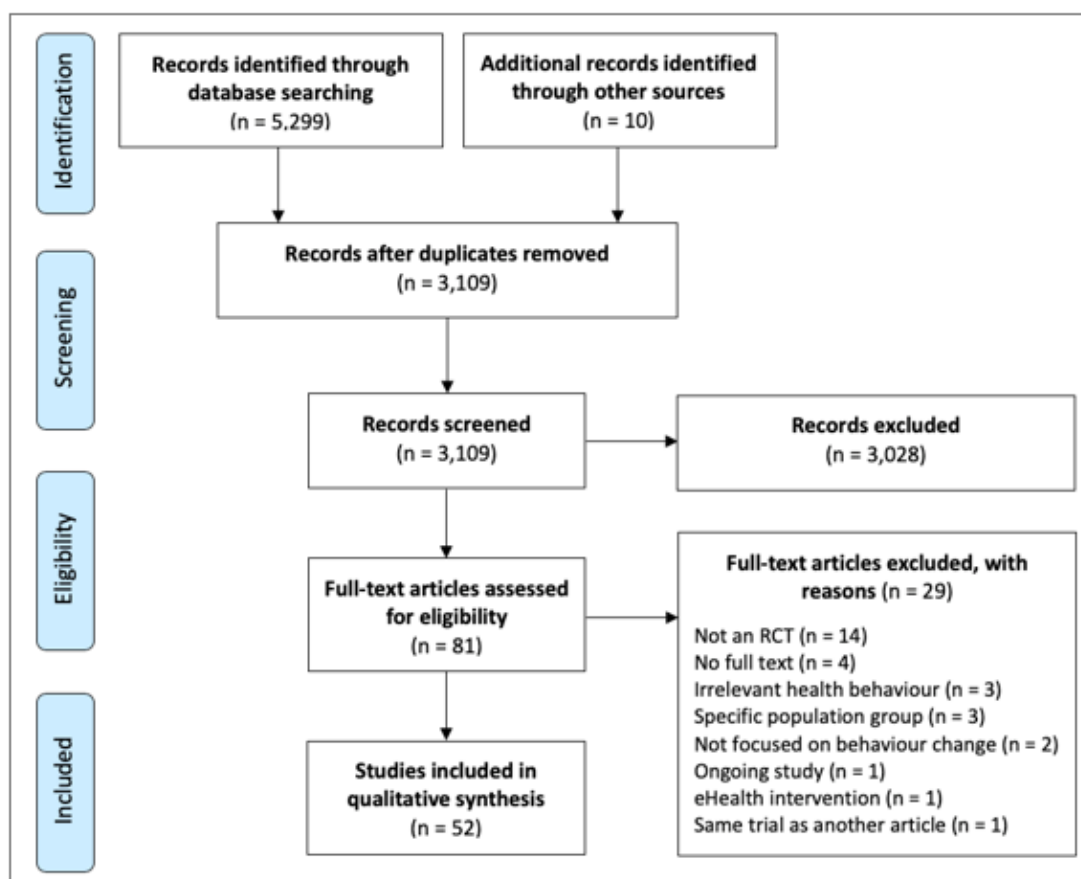 Identification
Records identified through
database searching
(n = 5,299)
Additional records identified
through other sources
(n = 10)
Records after duplicates removed
(n = 3,109)
Screening
Records screened
(n = 3,109)
Records excluded
(n = 3,028)
Eligibility
Full-text articles assessed
for eligibility
(n = 81)
Full-text articles excluded, with
reasons (n = 29)
Not an RCT (n = 14)
No full text (n = 4)
Irrelevant health behaviour (n = 3)
Specific population group (n = 3)
Not focused on behaviour change (n = 2)
Ongoing study (n = 1)
eHealth intervention (n = 1)
Same trial as another article (n = 1)
Included
Studies included in
qualitative synthesis
(n = 52)